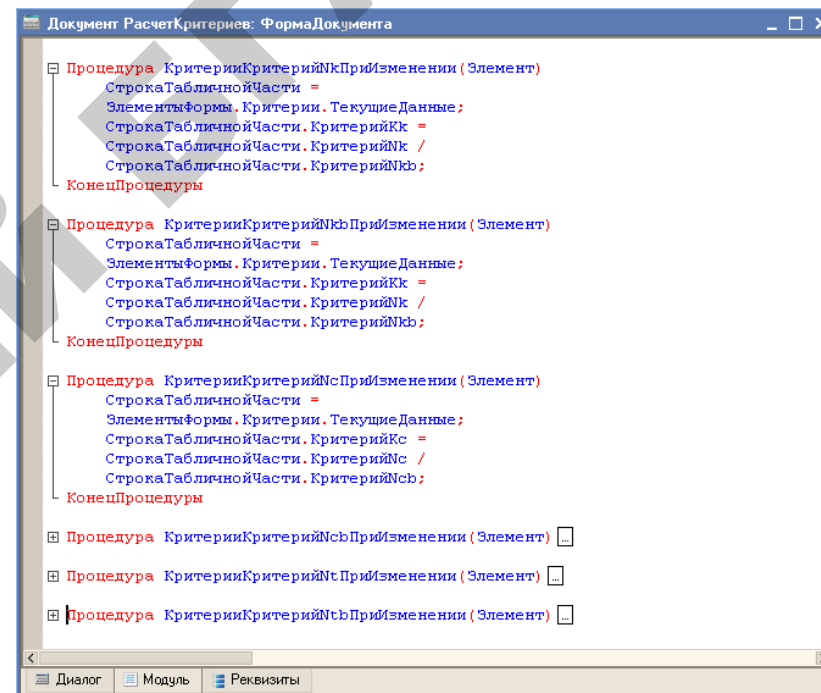 Документ РасчетКритериев: ФормаДокумента
Процедура КритерииКритерийNkПриИзменении(Элемент)
СтрокаТабличнойЧасти =
ЭлементыФормы.Критерии.ТекущиеДанные;
СтрокаТабличнойЧасти.КритерийKk =
СтрокаТабличнойЧасти.КритерийNk /
СтрокаТабличнойЧасти.КритерийNkb;
КонецПроцедуры
Процедура КритерииКритерийNkbПриИзменении(Элемент)
СтрокаТабличнойЧасти =
ЭлементыФормы.Критерии.ТекущиеДанные;
СтрокаТабличнойЧасти.КритерийKk =
СтрокаТабличнойЧасти.КритерийNk /
СтрокаТабличнойЧасти.КритерийNkb;
КонецПроцедуры
Процедура КритерииКритерийNcПриИзменении(Элемент)
СтрокаТабличнойЧасти =
ЭлементыФормы.Критерии.ТекущиеДанные;
СтрокаТабличнойЧасти.КритерийKc =
СтрокаТабличнойЧасти.КритерийNc /
СтрокаТабличнойЧасти.КритерийNcb;
КонецПроцедуры
Процедура КритерииКритерийNcbПриИзменении(Элемент) ...
Процедура КритерииКритерийNtПриИзменении(Элемент) ...
Процедура КритерииКритерийNtbПриИзменении(Элемент) ...
Диалог Модуль Реквизиты